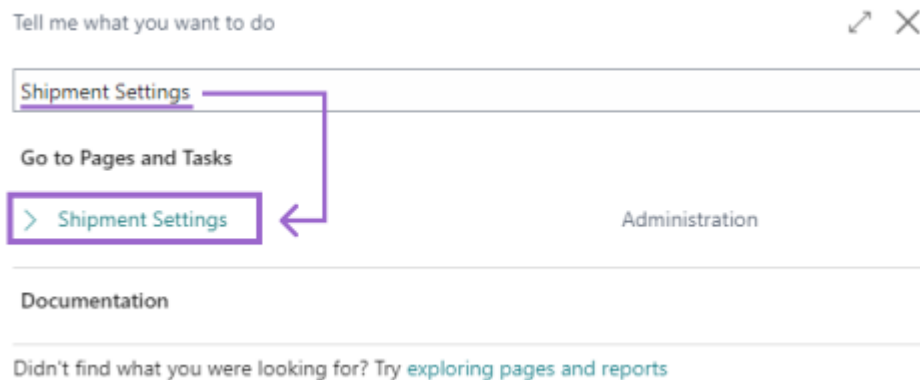 Tell me what you want to do
Shipment Settings
Go to Pages and Tasks
Shipment Settings Administration
Documentation
Didn't find what you were looking for? Try exploring pages and reports